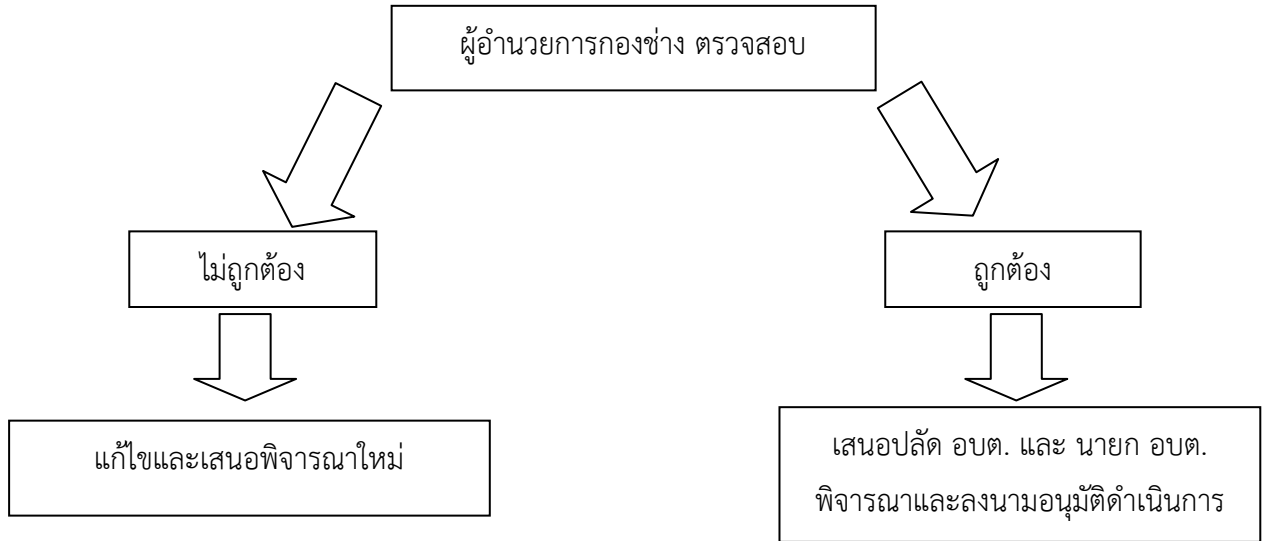 ผู้อำนวยการกองช่าง ตรวจสอบ
ไม่ถูกต้อง
ถูกต้อง
แก้ไขและเสนอพิจารณาใหม่
เสนอปลัด อบต. และ นายก อบต.
พิจารณาและลงนามอนุมัติดำเนินการ